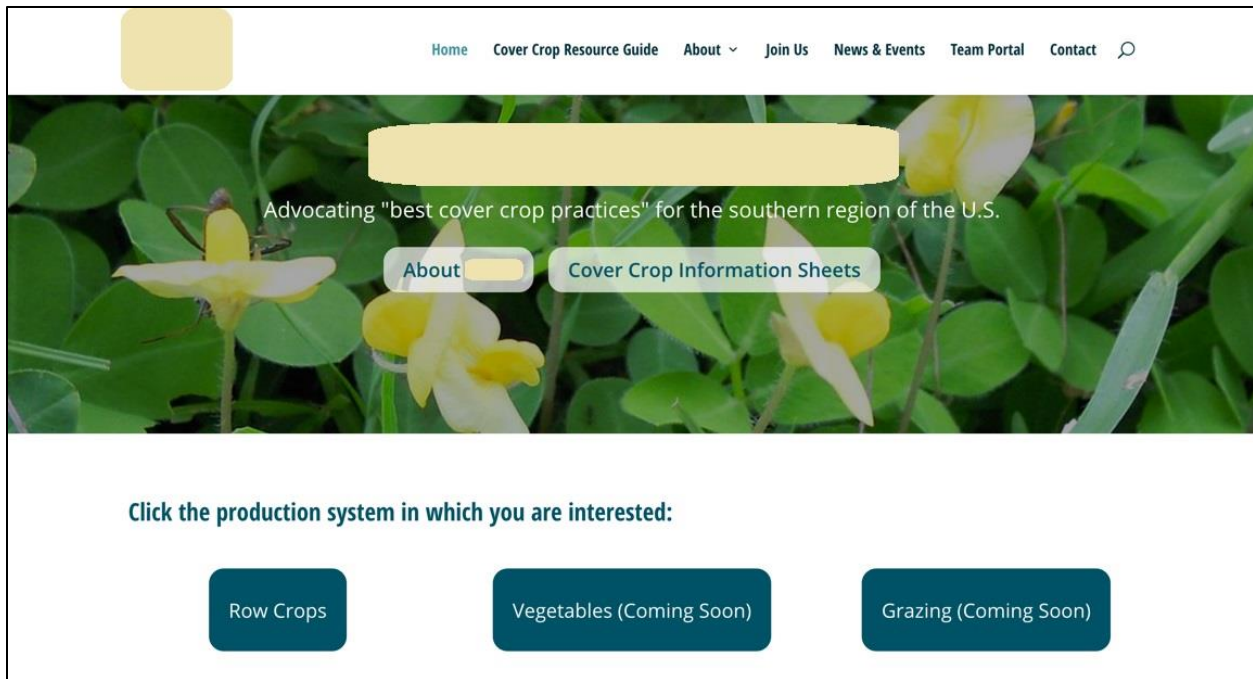 Home Cover Crop Resource Guide About Join Us News & Events Team Portal Contact
Advocating "best cover crop practices" for the southern region of the U.S.
About Cover Crop Information Sheets
Click the production system in which you are interested:
Row Crops Vegetables (Coming Soon) Grazing (Coming Soon)